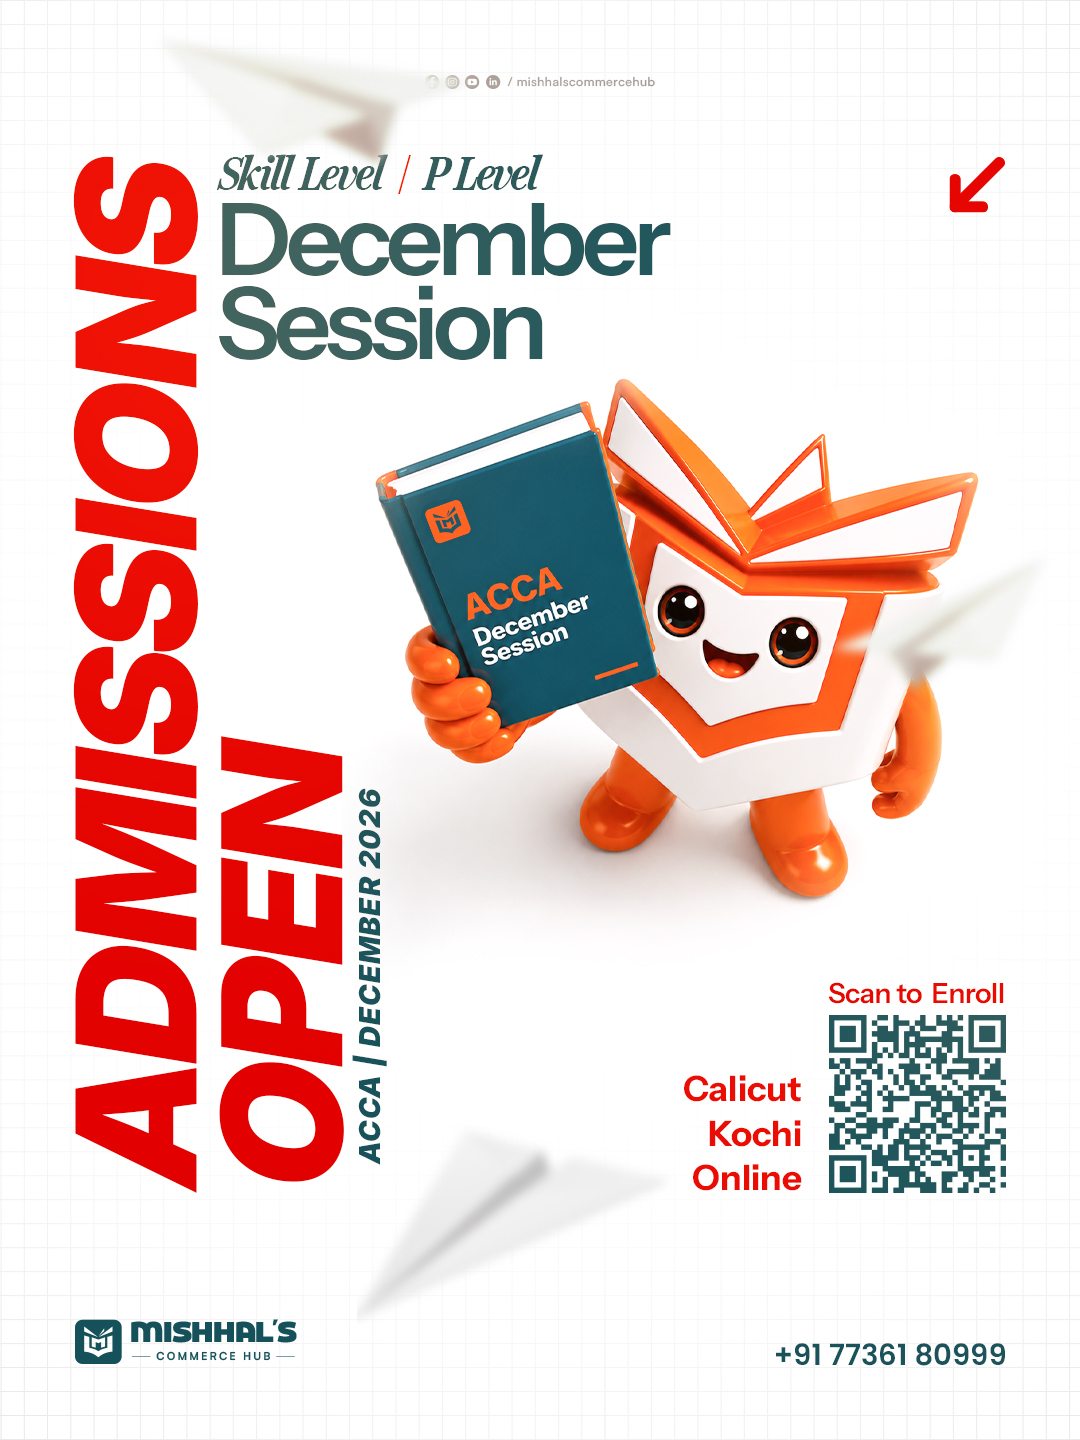 / mishhalscommercehub
Skill Level / P Level
December
Session
ADMISSIONS
OPEN
ACCA | DECEMBER 2026
ACCA
December
Session
Scan to Enroll
Calicut
Kochi
Online
MISHHAL'S
COMMERCE HUB
+91 77361 80999